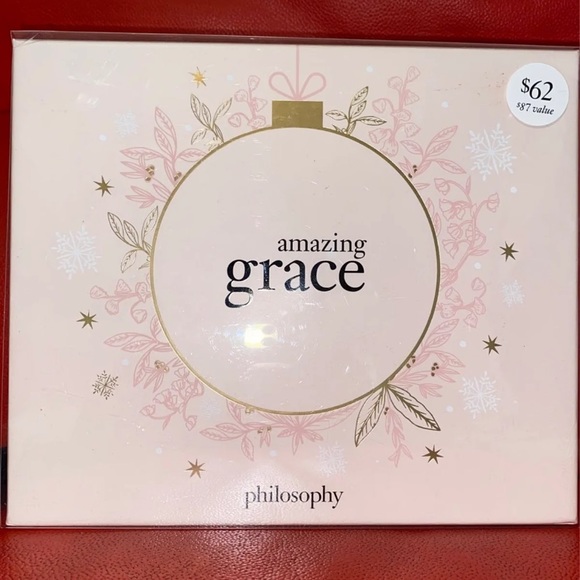 $62
$87 value
amazing
grace
philosophy